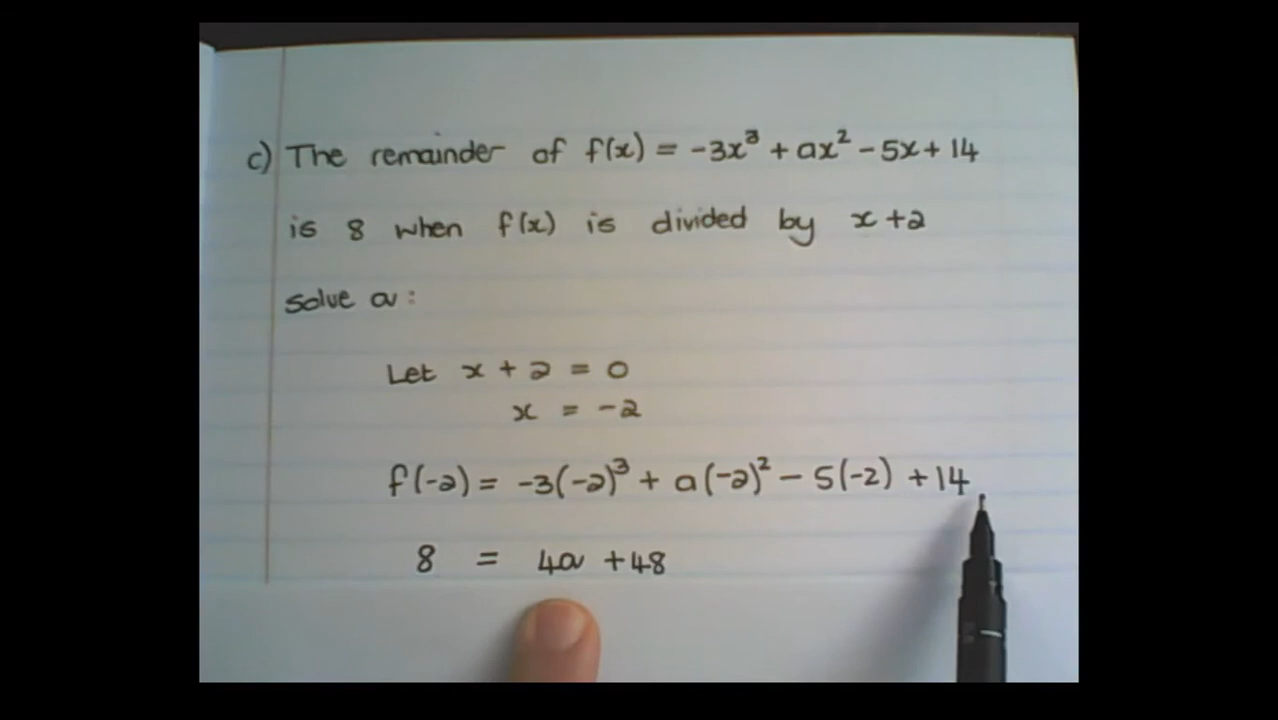 c) The remainder of f(x) = -3x³ + ax² - 5x + 14
is 8 when f(x) is divided by x+2
solve a :
Let x + 2 = 0
x = -2
f(-2) = -3(-2)³ + a(-2)² - 5(-2) + 14
8 = 4a + 48